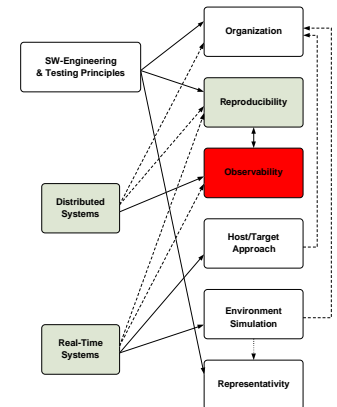 Organization
SW-Engineering
& Testing Principles
Reproducibility
Observability
Distributed
Systems
Host/Target
Approach
Environment
Simulation
Real-Time
Systems
Representativity